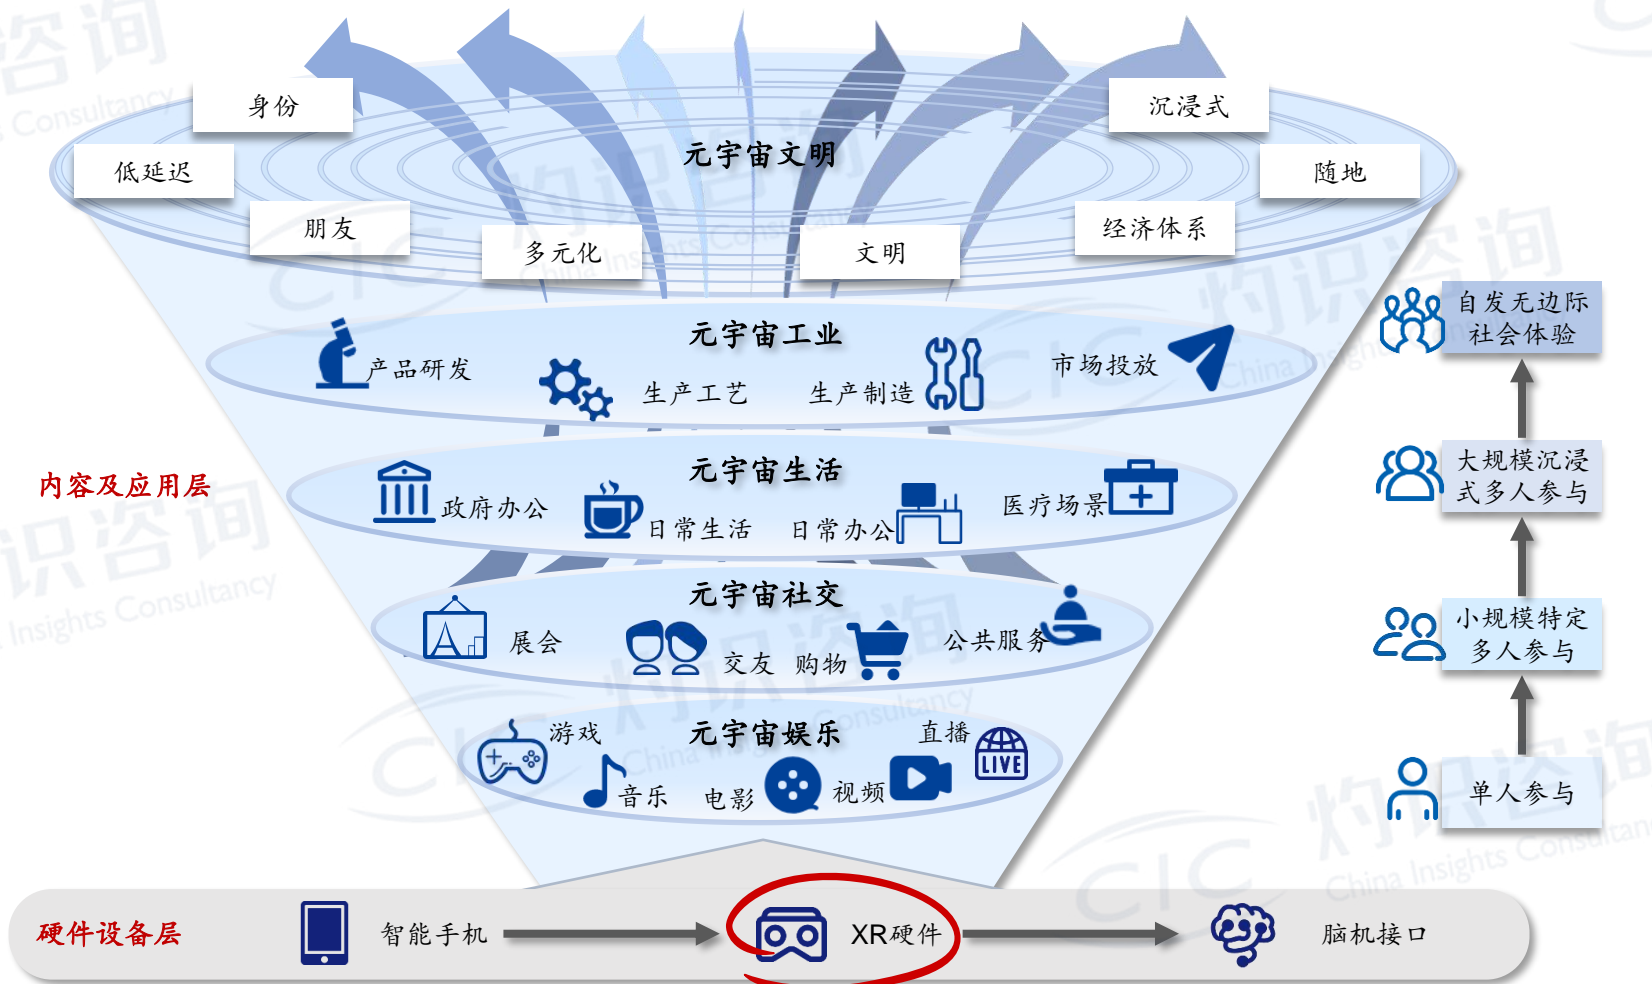 身份
沉浸式
元宇宙文明
低延迟
随地
朋友
经济体系
多元化
文明
元宇宙工业
产品研发
生产工艺
生产制造
市场投放
自发无边际
社会体验
内容及应用层
元宇宙生活
政府办公
日常生活
日常办公
医疗场景
大规模沉浸
式多人参与
元宇宙社交
展会
交友
购物
公共服务
小规模特定
多人参与
元宇宙娱乐
游戏
音乐
电影
视频
直播
LIVE
单人参与
硬件设备层
智能手机
XR硬件
脑机接口
灼识咨询
CIC
China Insights Consultancy